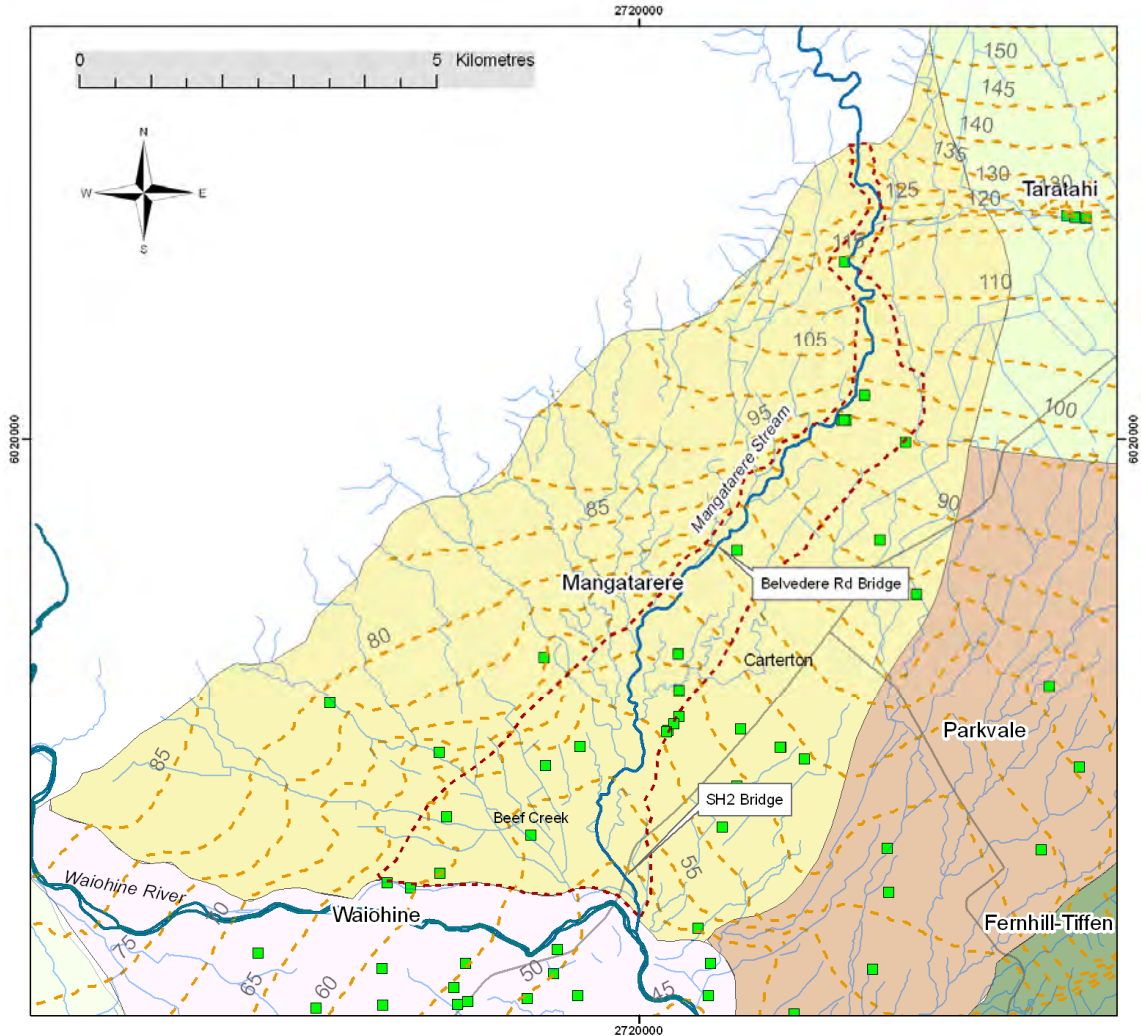 2720000
0 5 Kilometres
N
W E
S
150
145
140
135
130
130
120
125
Taratahi
115
110
105
100
6020000
6020000
95
Mangatarere Stream
90
85
Mangatarere
Belvedere Rd Bridge
80
Carterton
85
Parkvale
SH2 Bridge
Beef Creek
55
Waiohine River
Waiohine
Fernhill-Tiffen
75
65
60
50
45
2720000